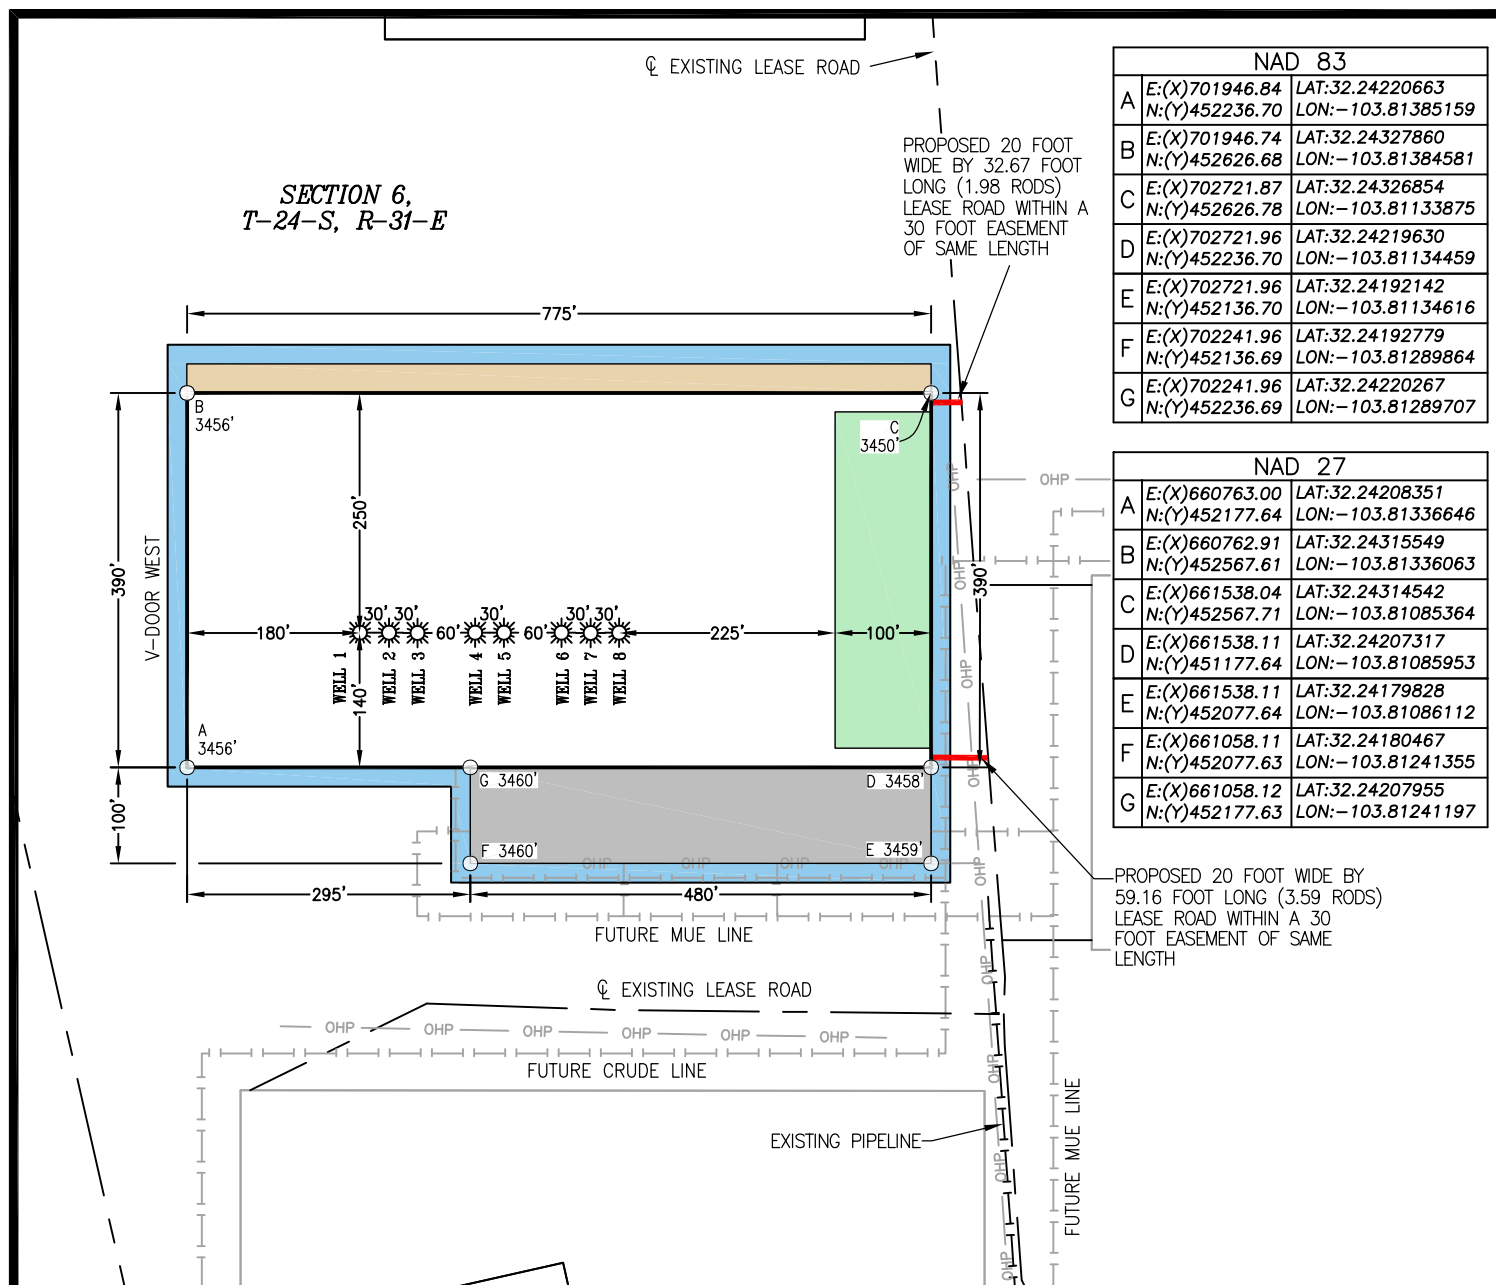 ℄ EXISTING LEASE ROAD
SECTION 6,
T-24-S, R-31-E
PROPOSED 20 FOOT
WIDE BY 32.67 FOOT
LONG (1.98 RODS)
LEASE ROAD WITHIN A
30 FOOT EASEMENT
OF SAME LENGTH
775'
B
3456'
C
3450'
390'
250'
V-DOOR WEST
390'
180'
30' 30'
60'
30'
60'
30' 30'
225'
100'
WELL 1
WELL 2
WELL 3
WELL 4
WELL 5
WELL 6
WELL 7
WELL 8
140'
A
3456'
G 3460'
D 3458'
100'
F 3460'
E 3459'
295'
480'
OHP
OHP
OHP
OHP
OHP
OHP
OHP
OHP
OHP
OHP
FUTURE MUE LINE
℄ EXISTING LEASE ROAD
OHP OHP OHP OHP OHP OHP
FUTURE CRUDE LINE
EXISTING PIPELINE
OHP
OHP
OHP
FUTURE MUE LINE
NAD 83
A E:(X)701946.84 LAT:32.24220663
N:(Y)452236.70 LON:-103.81385159
B E:(X)701946.74 LAT:32.24327860
N:(Y)452626.68 LON:-103.81384581
C E:(X)702721.87 LAT:32.24326854
N:(Y)452626.78 LON:-103.81133875
D E:(X)702721.96 LAT:32.24219630
N:(Y)452236.70 LON:-103.81134459
E E:(X)702721.96 LAT:32.24192142
N:(Y)452136.70 LON:-103.81134616
F E:(X)702241.96 LAT:32.24192779
N:(Y)452136.69 LON:-103.81289864
G E:(X)702241.96 LAT:32.24220267
N:(Y)452236.69 LON:-103.81289707
NAD 27
A E:(X)660763.00 LAT:32.24208351
N:(Y)452177.64 LON:-103.81336646
B E:(X)660762.91 LAT:32.24315549
N:(Y)452567.61 LON:-103.81336063
C E:(X)661538.04 LAT:32.24314542
N:(Y)452567.71 LON:-103.81085364
D E:(X)661538.11 LAT:32.24207317
N:(Y)451177.64 LON:-103.81085953
E E:(X)661538.11 LAT:32.24179828
N:(Y)452077.64 LON:-103.81086112
F E:(X)661058.11 LAT:32.24180467
N:(Y)452077.63 LON:-103.81241355
G E:(X)661058.12 LAT:32.24207955
N:(Y)452177.63 LON:-103.81241197
PROPOSED 20 FOOT WIDE BY
59.16 FOOT LONG (3.59 RODS)
LEASE ROAD WITHIN A 30
FOOT EASEMENT OF SAME
LENGTH